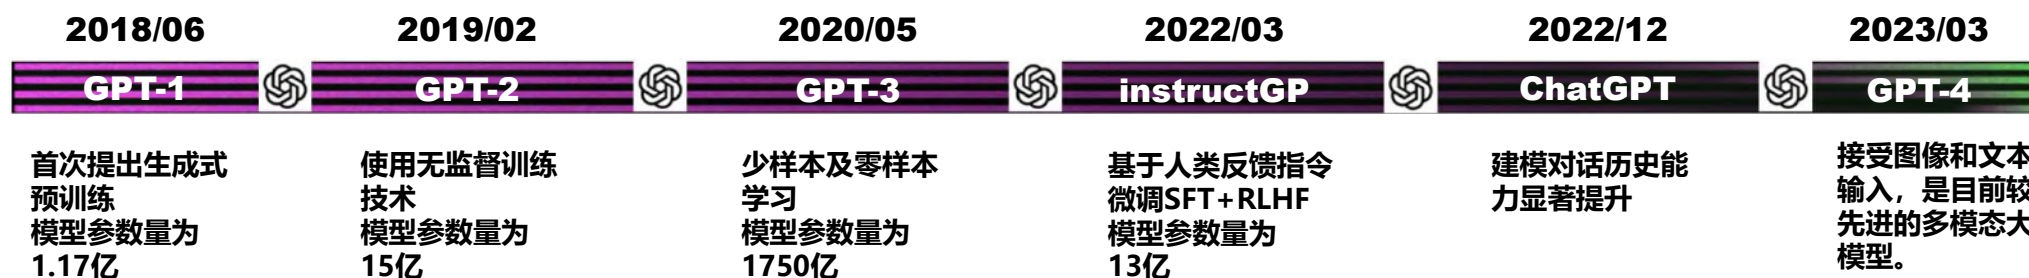 2018/06
2019/02
2020/05
2022/03
2022/12
2023/03
GPT-1
GPT-2
GPT-3
instructGP
ChatGPT
GPT-4
首次提出生成式
预训练
模型参数量为
1.17亿
使用无监督训练
技术
模型参数量为
15亿
少样本及零样本
学习
模型参数量为
1750亿
基于人类反馈指令
微调SFT+RLHF
模型参数量为
13亿
建模对话历史能
力显著提升
接受图像和文本
输入，是目前较
先进的多模态大
模型。